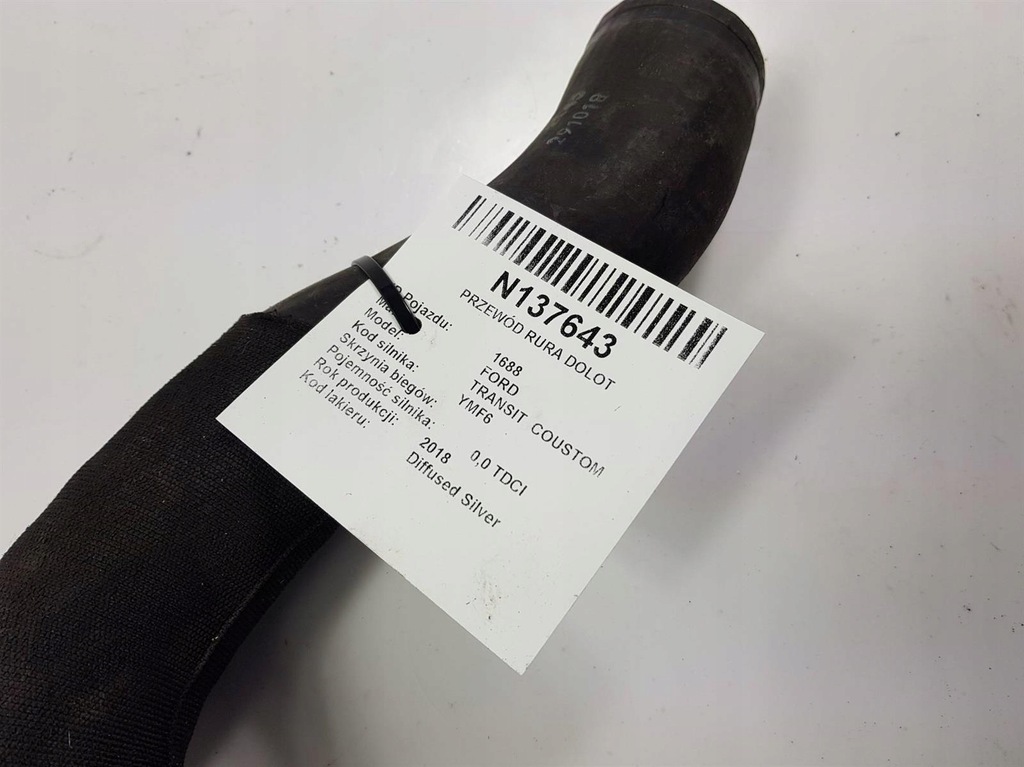 N137643
PRZEWÓD RURA DOLOT
Pojazdu: 1688
FORD
Model: TRANSIT COUSTOM
Kod silnika: YMF6
Skrzynia biegów:
Pojemność silnika: 0,0 TDCI
Rok produkcji: 2018
Kod lakieru: Diffused Silver